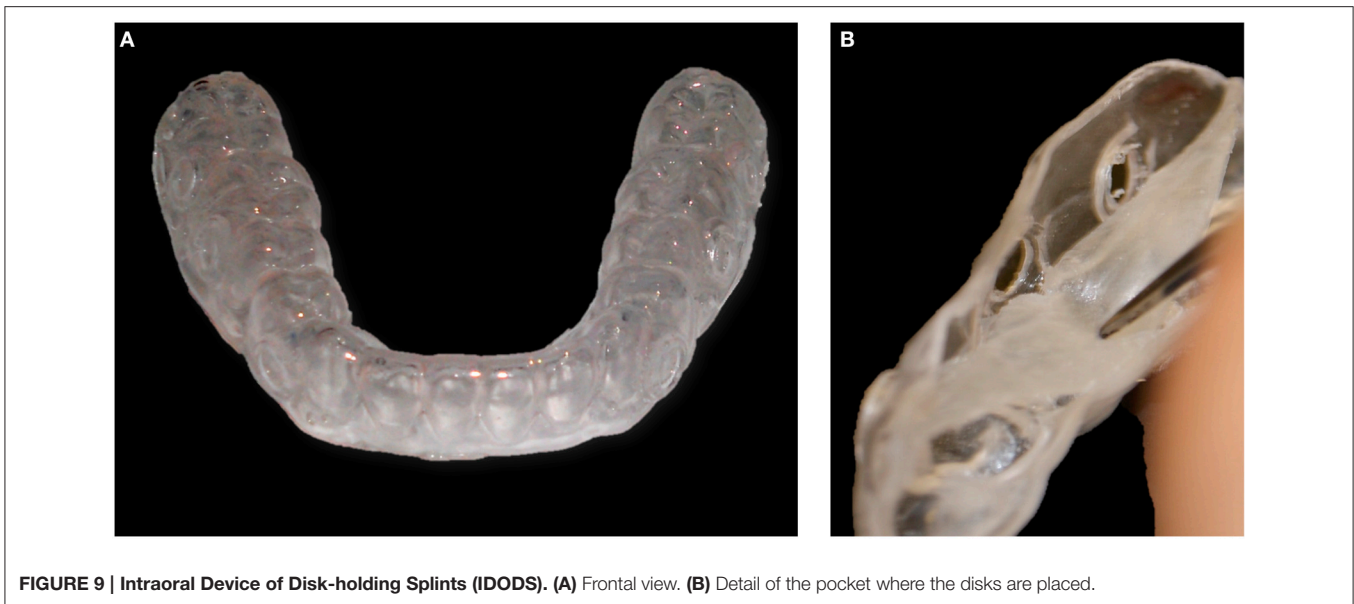 A
B
FIGURE 9 | Intraoral Device of Disk-holding Splints (IDODS). (A) Frontal view. (B) Detail of the pocket where the disks are placed.